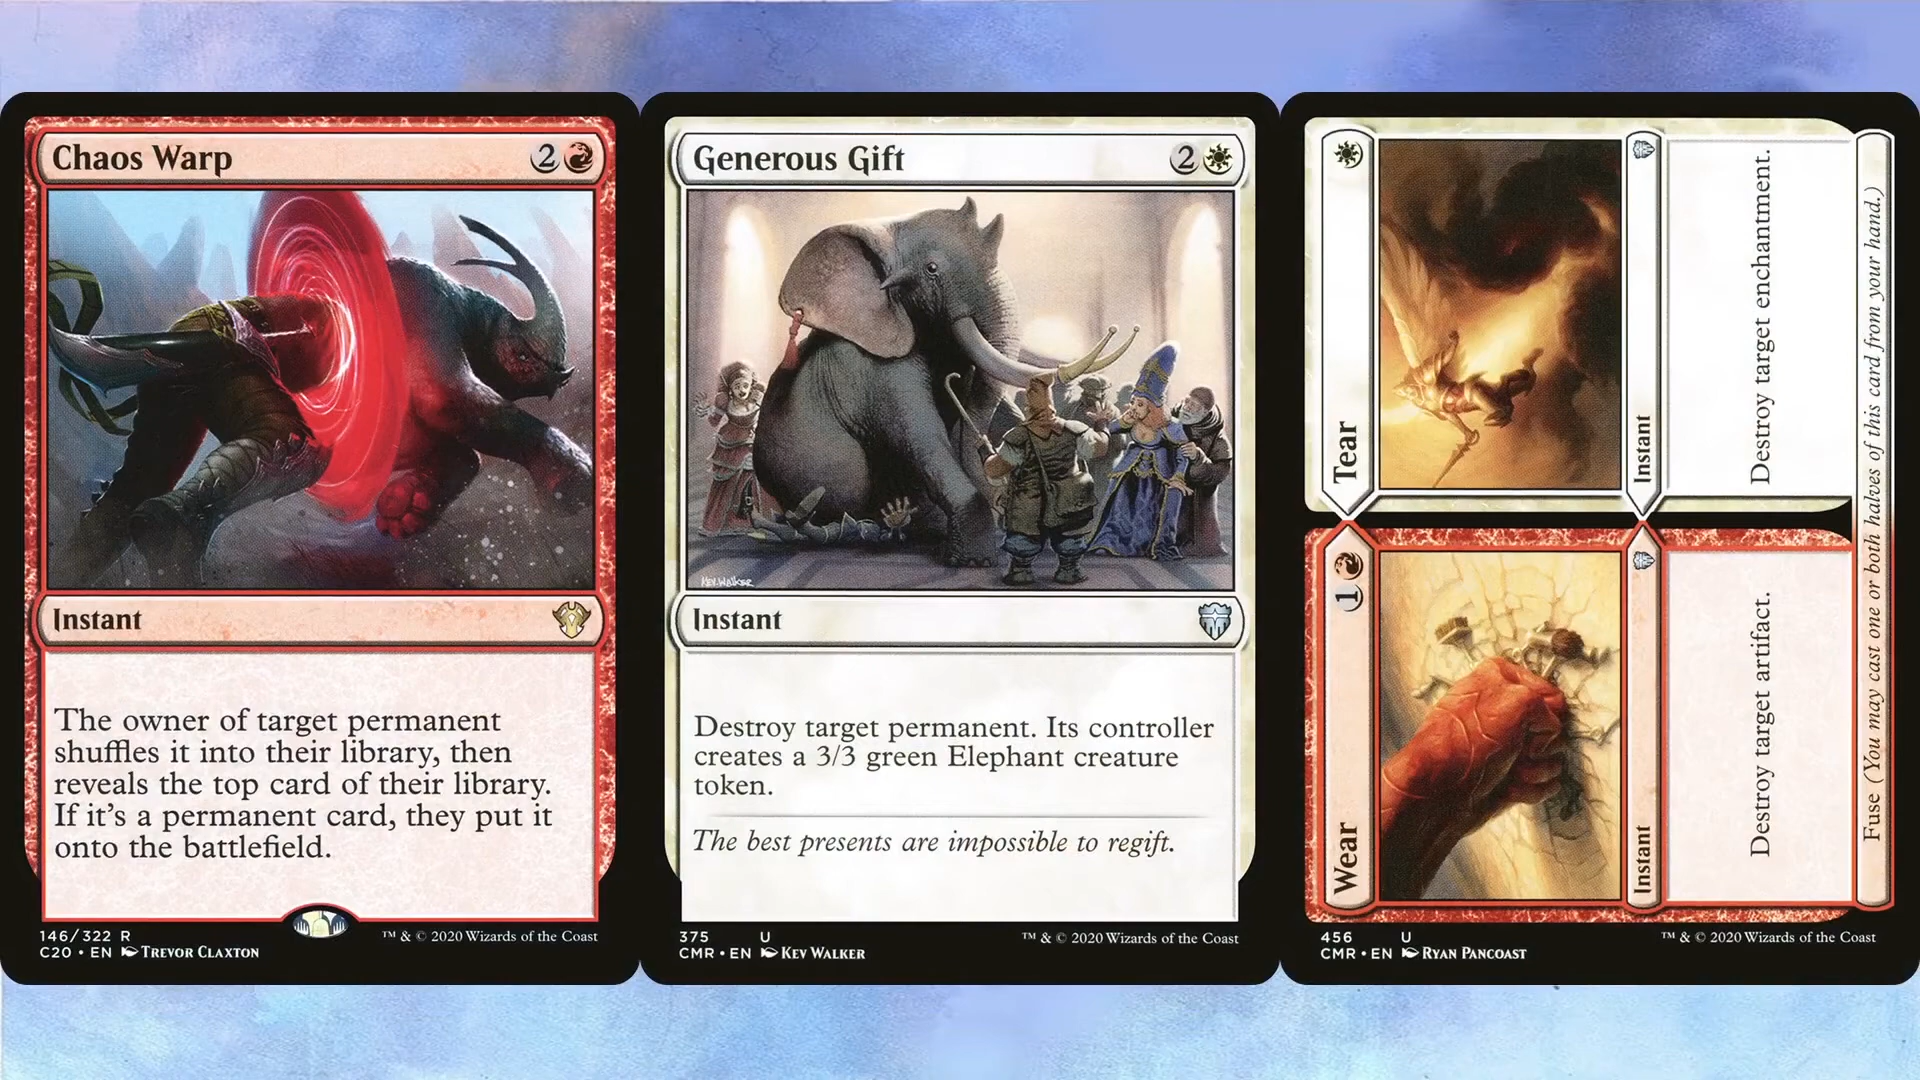 Chaos Warp
2
Instant
The owner of target permanent
shuffles it into their library, then
reveals the top card of their library.
If it's a permanent card, they put it
onto the battlefield.
146/322 R
C20 • EN TREVOR CLAXTON
™ & © 2020 Wizards of the Coast
Generous Gift
2
KEV.WALKER
Instant
Destroy target permanent. Its controller
creates a 3/3 green Elephant creature
token.
The best presents are impossible to regift.
375 U
CMR • EN KEV WALKER
™ & © 2020 Wizards of the Coast
Wear
1
Instant
Destroy target artifact.
Tear
Instant
Destroy target enchantment.
Fuse (You may cast one or both halves of this card from your hand.)
456 U
CMR • EN RYAN PANCOAST
™ & © 2020 Wizards of the Coast